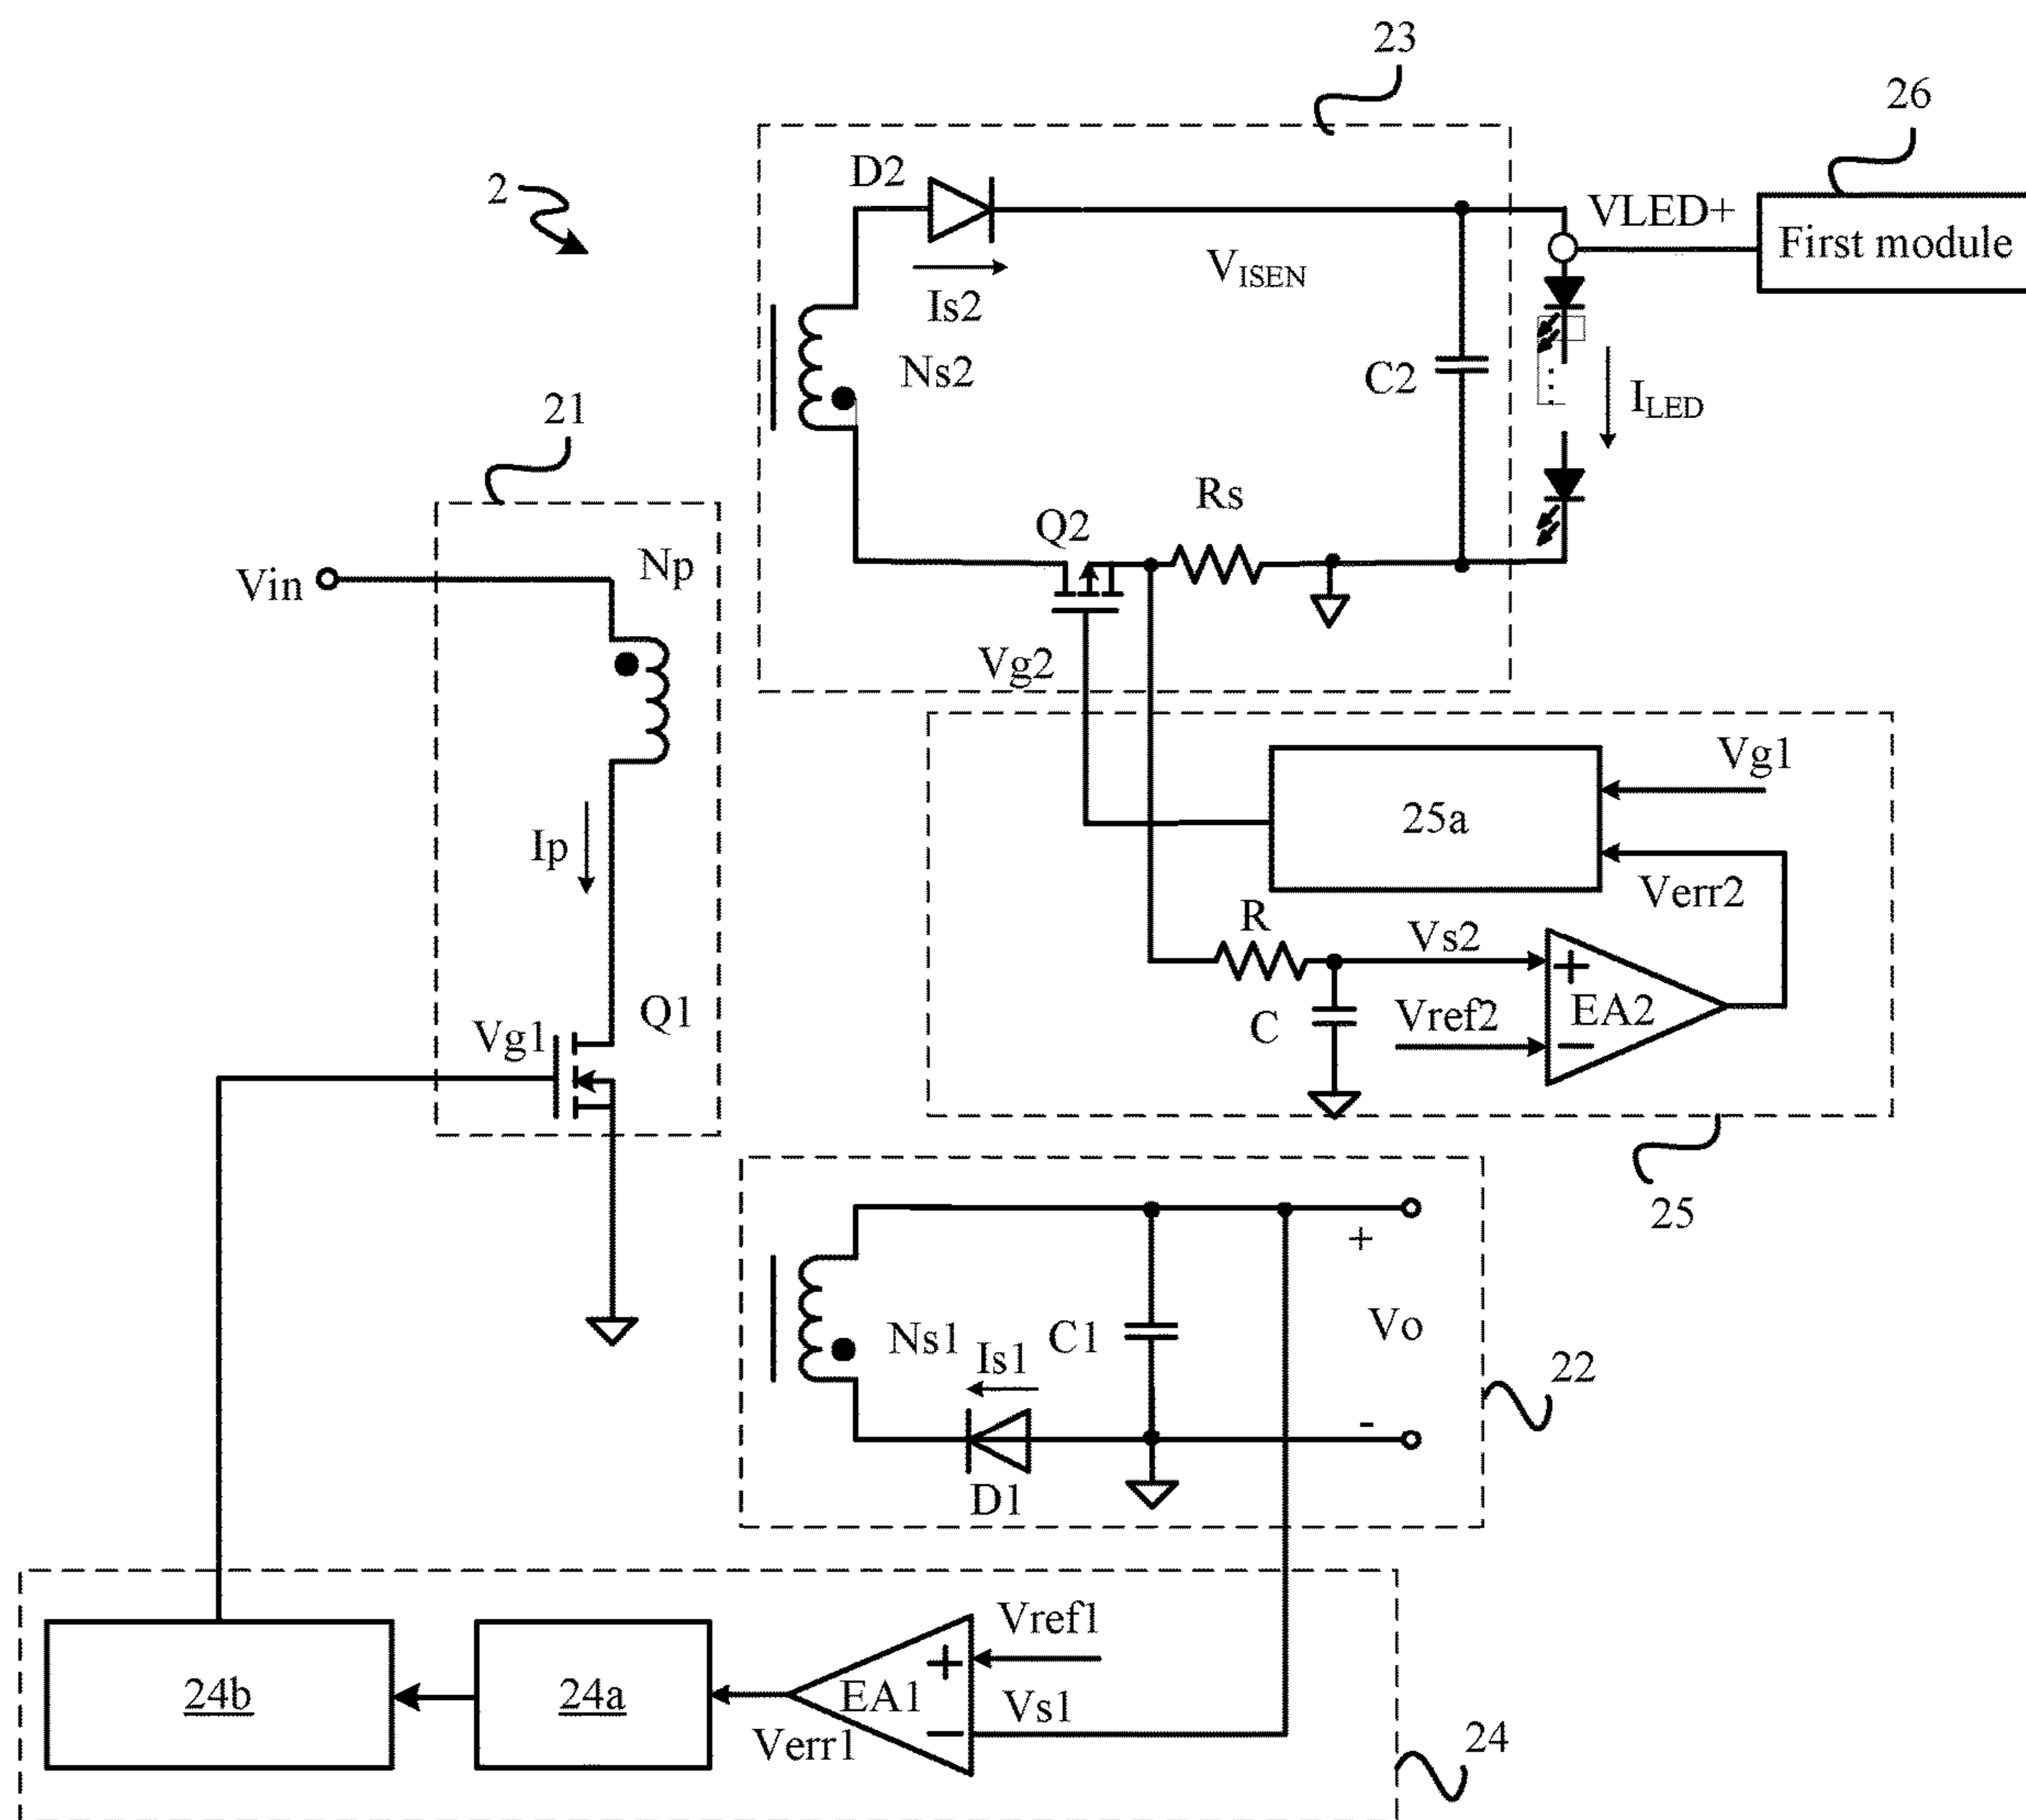 23
26
D2
2
VLED+
First module
VISEN
Is2
Ns2
C2
ILED
21
Rs
Q2
Np
Vin
Vg2
Vg1
25a
Ip
Verr2
R
Vs2
+
Q1
Vg1
C
Vref2
EA2
−
25
+
Ns1
C1
Vo
Is1
22
-
D1
Vref1
+
24b
24a
EA1
Vs1
Verr1
−
24